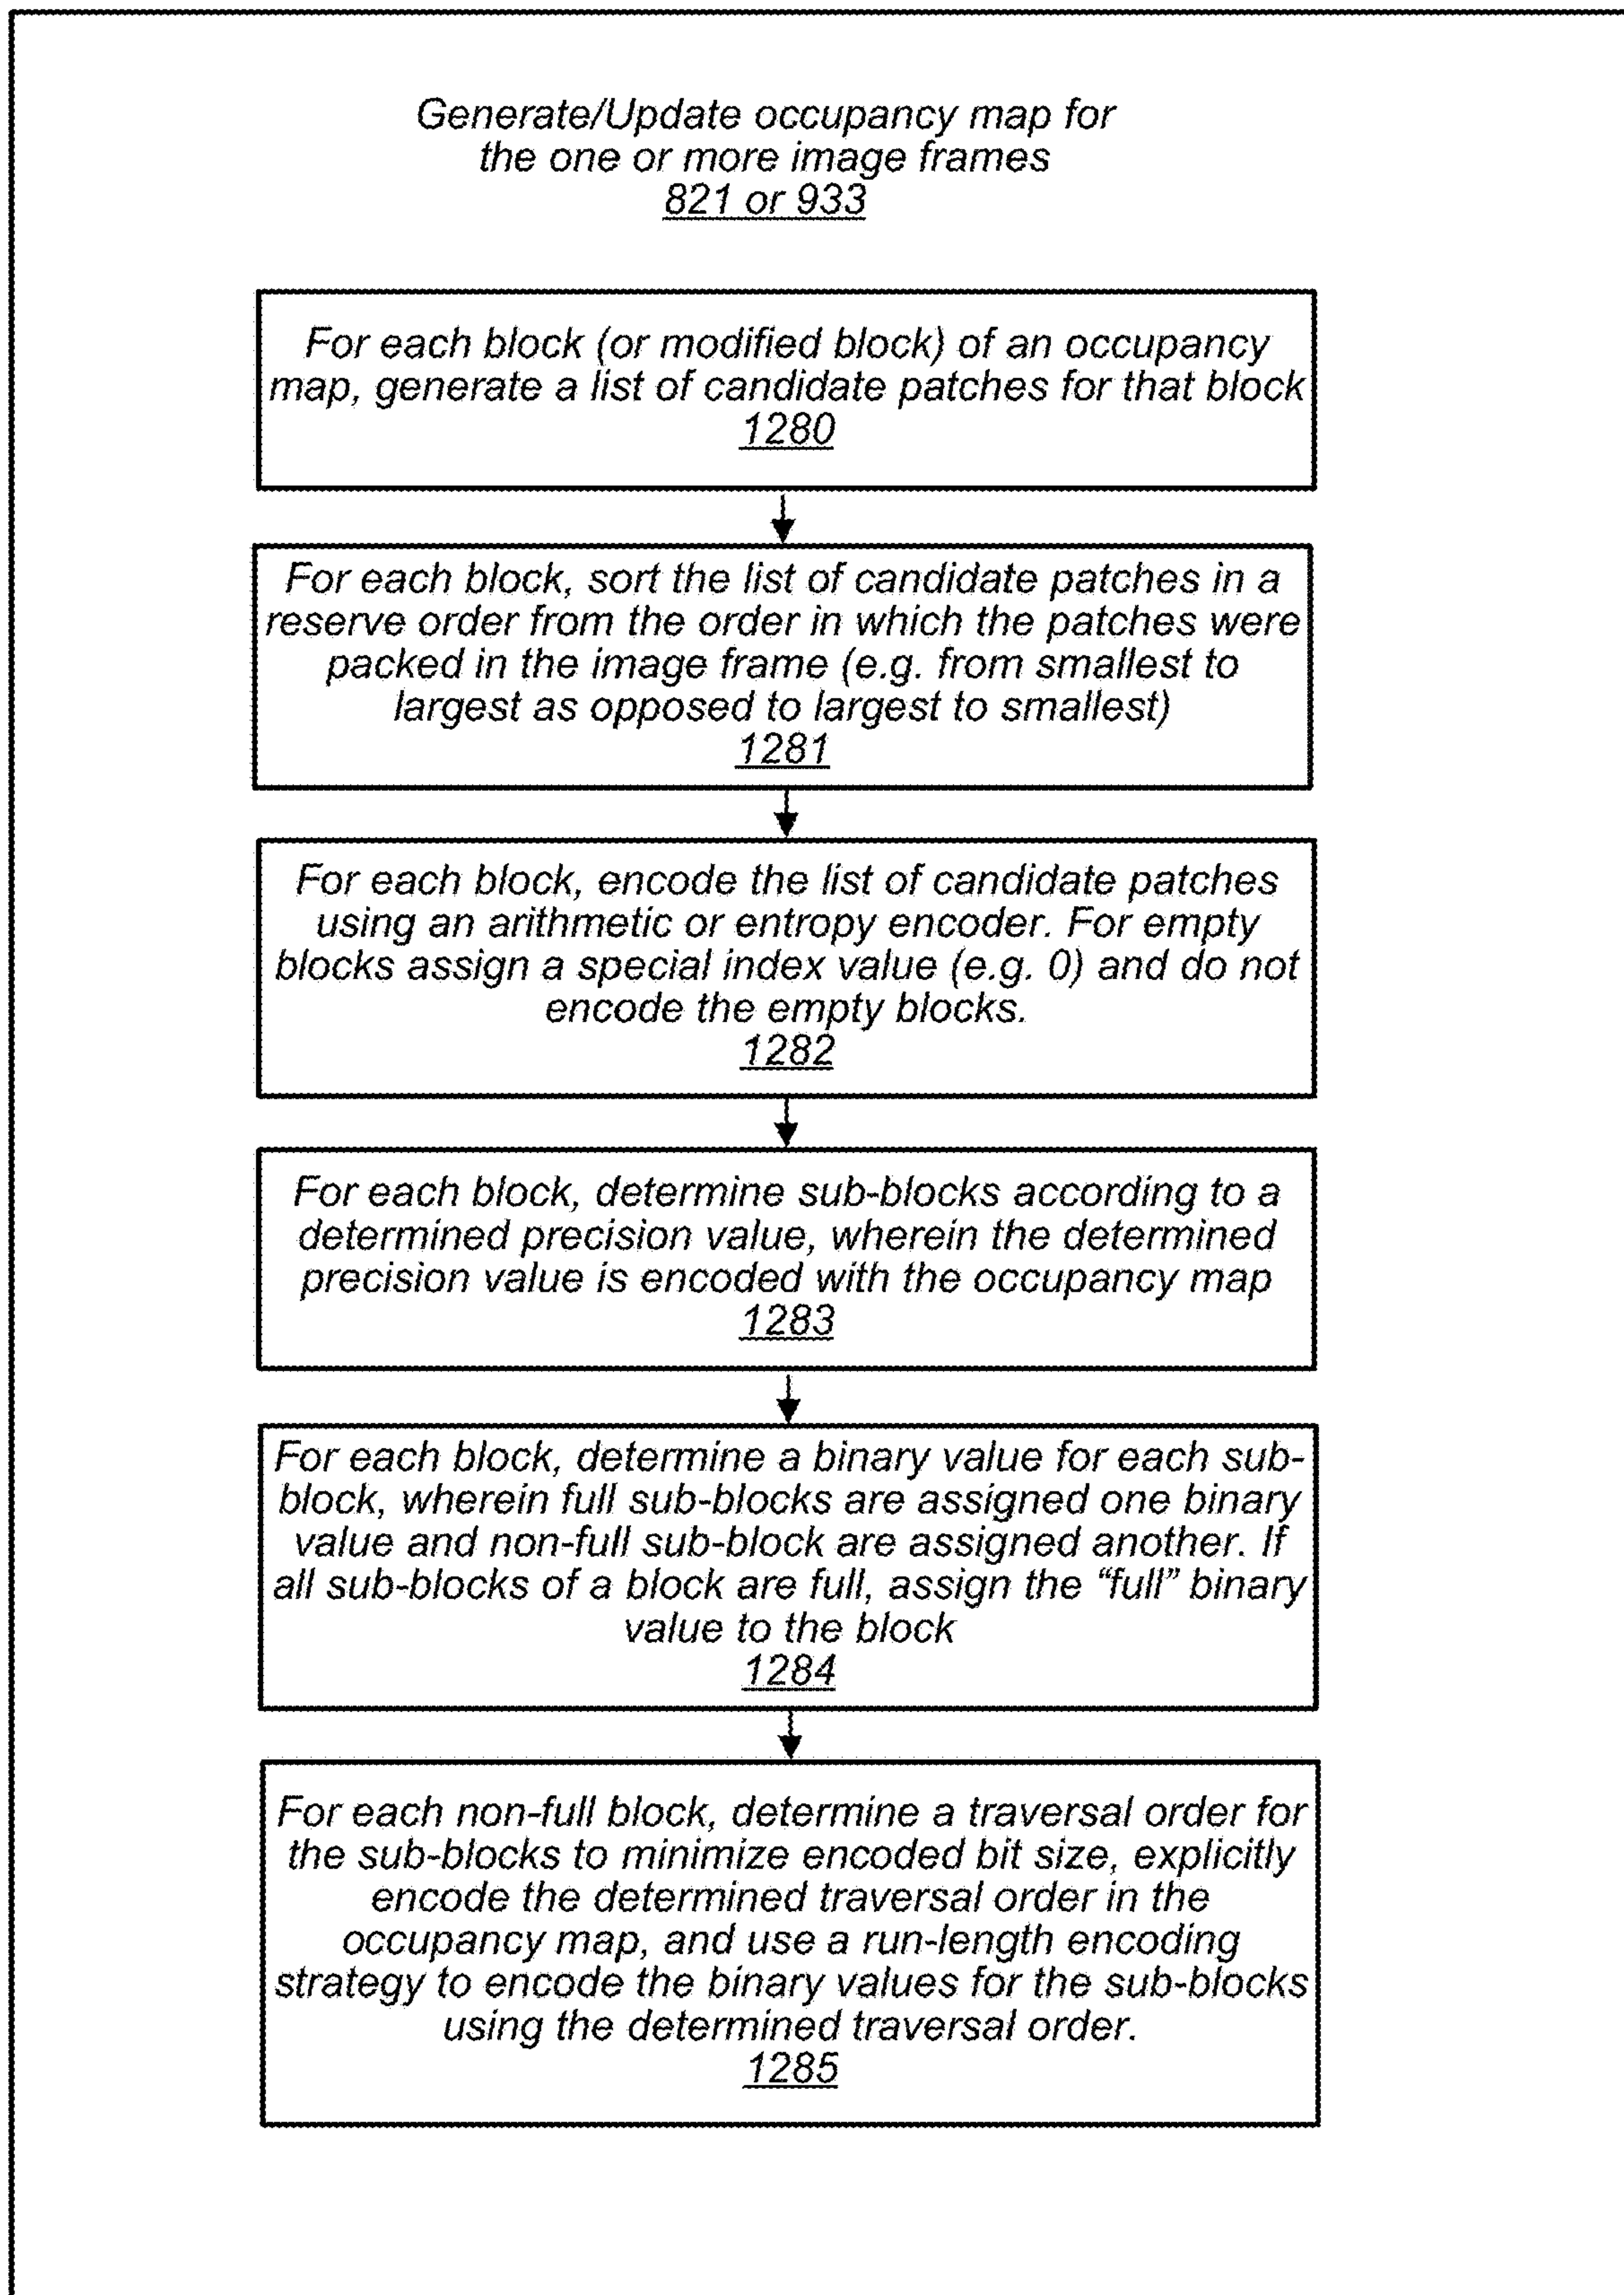 Generate/Update occupancy map for
the one or more image frames
821 or 933
For each block (or modified block) of an occupancy
map, generate a list of candidate patches for that block
1280
For each block, sort the list of candidate patches in a
reserve order from the order in which the patches were
packed in the image frame (e.g. from smallest to
largest as opposed to largest to smallest)
1281
For each block, encode the list of candidate patches
using an arithmetic or entropy encoder. For empty
blocks assign a special index value (e.g. 0) and do not
encode the empty blocks.
1282
For each block, determine sub-blocks according to a
determined precision value, wherein the determined
precision value is encoded with the occupancy map
1283
For each block, determine a binary value for each sub-
block, wherein full sub-blocks are assigned one binary
value and non-full sub-block are assigned another. If
all sub-blocks of a block are full, assign the “full” binary
value to the block
1284
For each non-full block, determine a traversal order for
the sub-blocks to minimize encoded bit size, explicitly
encode the determined traversal order in the
occupancy map, and use a run-length encoding
strategy to encode the binary values for the sub-blocks
using the determined traversal order.
1285